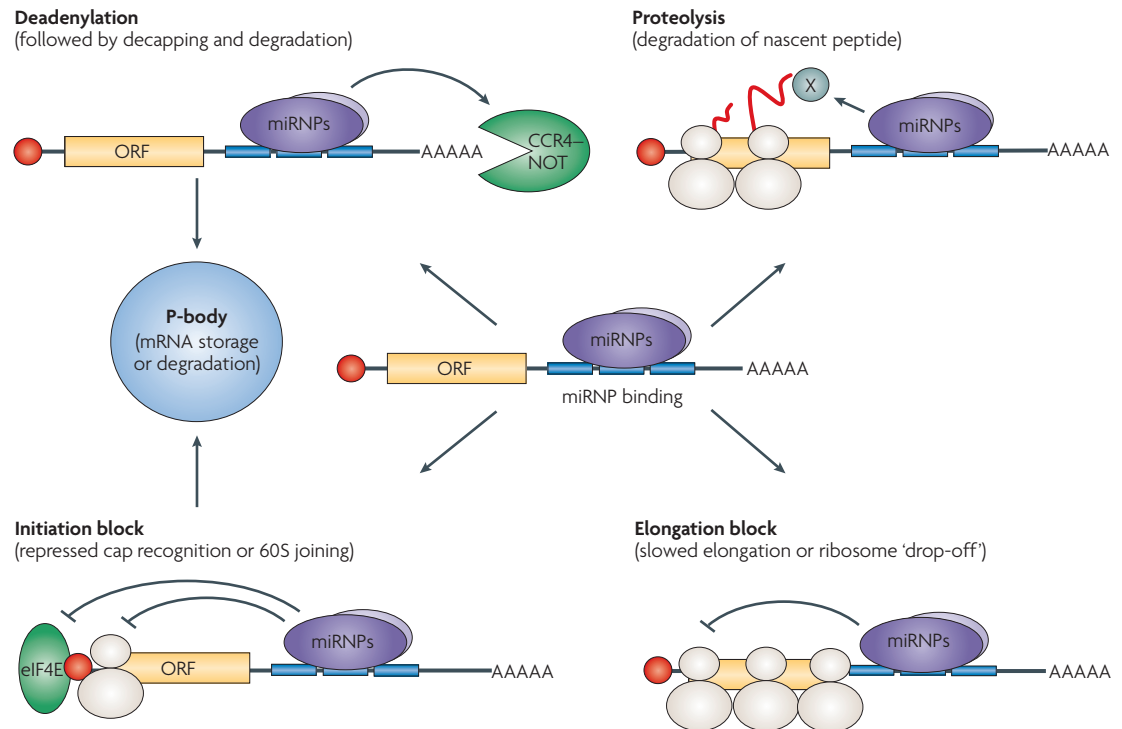 Deadenylation
(followed by decapping and degradation)
miRNPs
ORF
AAAAA
CCR4–
NOT
Proteolysis
(degradation of nascent peptide)
X
miRNPs
AAAAA
P-body
(mRNA storage
or degradation)
miRNPs
ORF
AAAAA
miRNP binding
Initiation block
(repressed cap recognition or 60S joining)
eIF4E
ORF
miRNPs
AAAAA
Elongation block
(slowed elongation or ribosome ‘drop-off’)
miRNPs
AAAAA